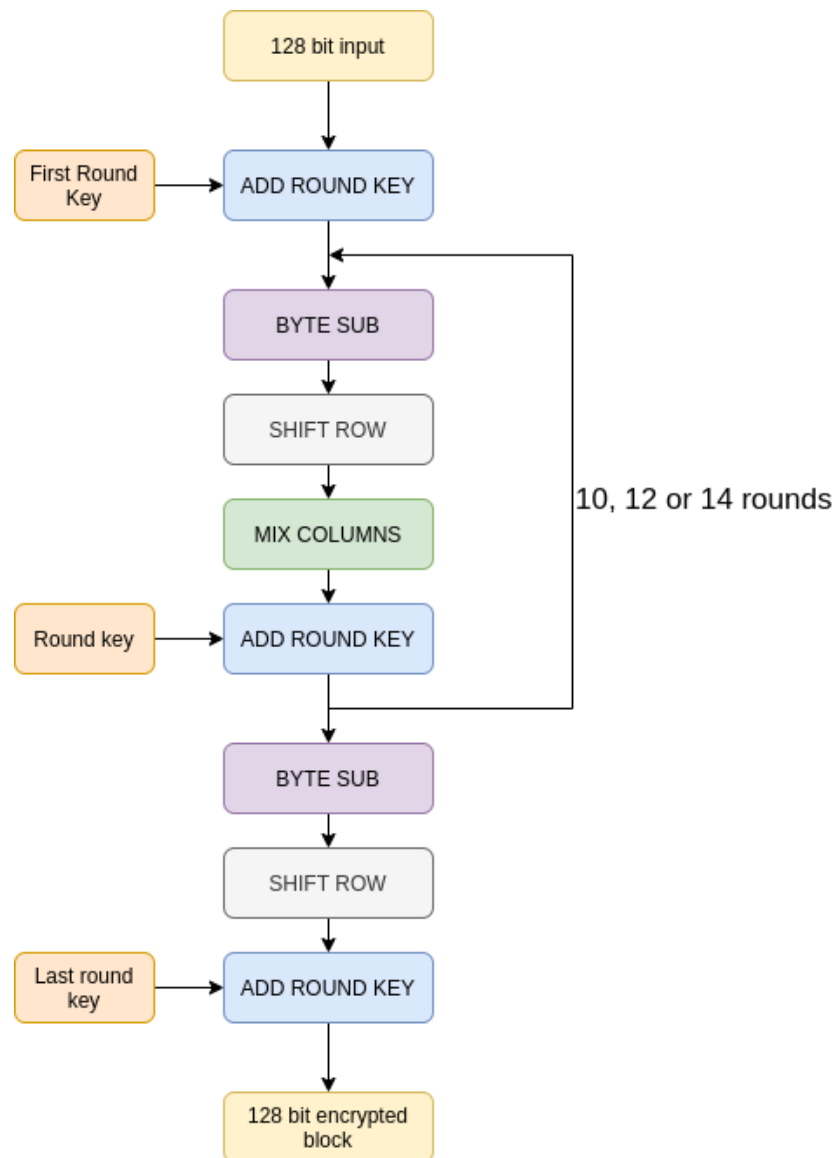 128 bit input
First Round
Key
ADD ROUND KEY
BYTE SUB
SHIFT ROW
MIX COLUMNS
10, 12 or 14 rounds
Round key
ADD ROUND KEY
BYTE SUB
SHIFT ROW
Last round
key
ADD ROUND KEY
128 bit encrypted
block